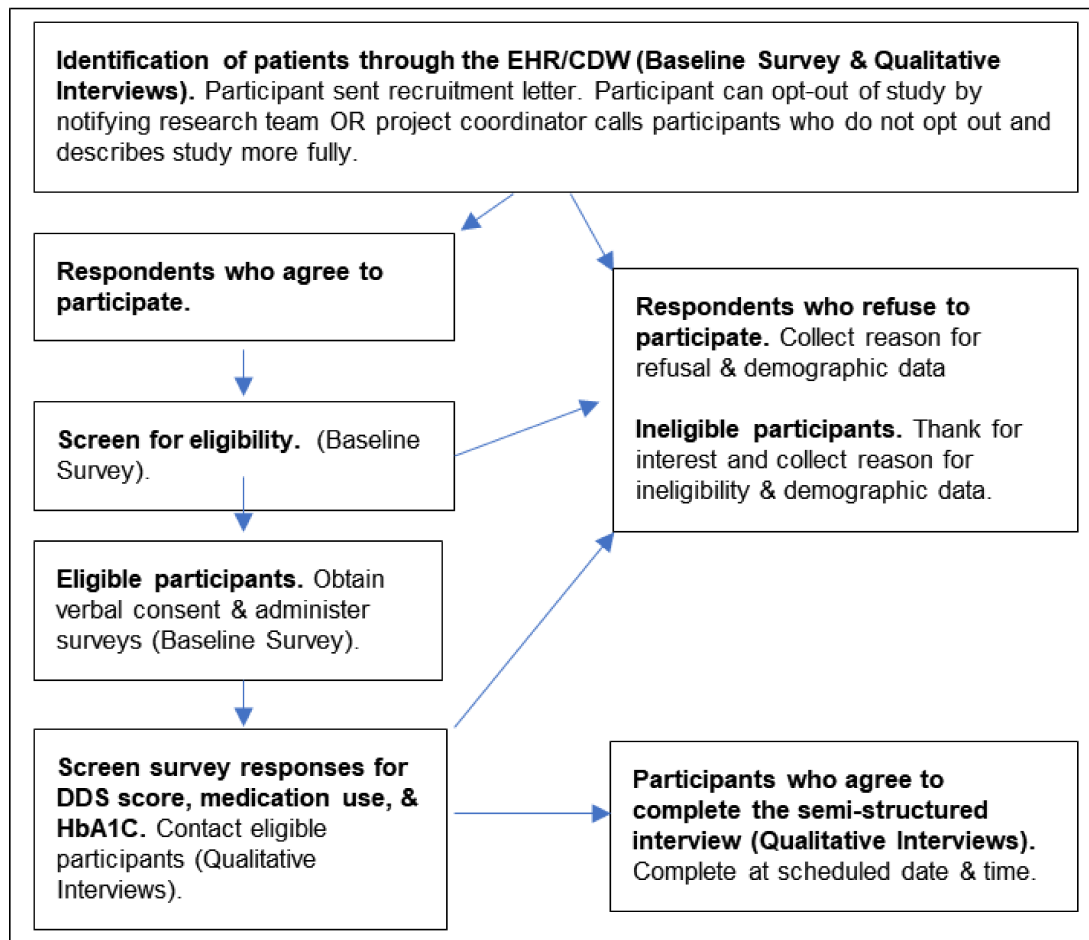 Identification of patients through the EHR/CDW (Baseline Survey & Qualitative
Interviews). Participant sent recruitment letter. Participant can opt-out of study by
notifying research team OR project coordinator calls participants who do not opt out and
describes study more fully.
Respondents who agree to
participate.
Respondents who refuse to
participate. Collect reason for
refusal & demographic data
Ineligible participants. Thank for
interest and collect reason for
ineligibility & demographic data.
Screen for eligibility. (Baseline
Survey).
Eligible participants. Obtain
verbal consent & administer
surveys (Baseline Survey).
Screen survey responses for
DDS score, medication use, &
HbA1C. Contact eligible
participants (Qualitative
Interviews).
Participants who agree to
complete the semi-structured
interview (Qualitative Interviews).
Complete at scheduled date & time.